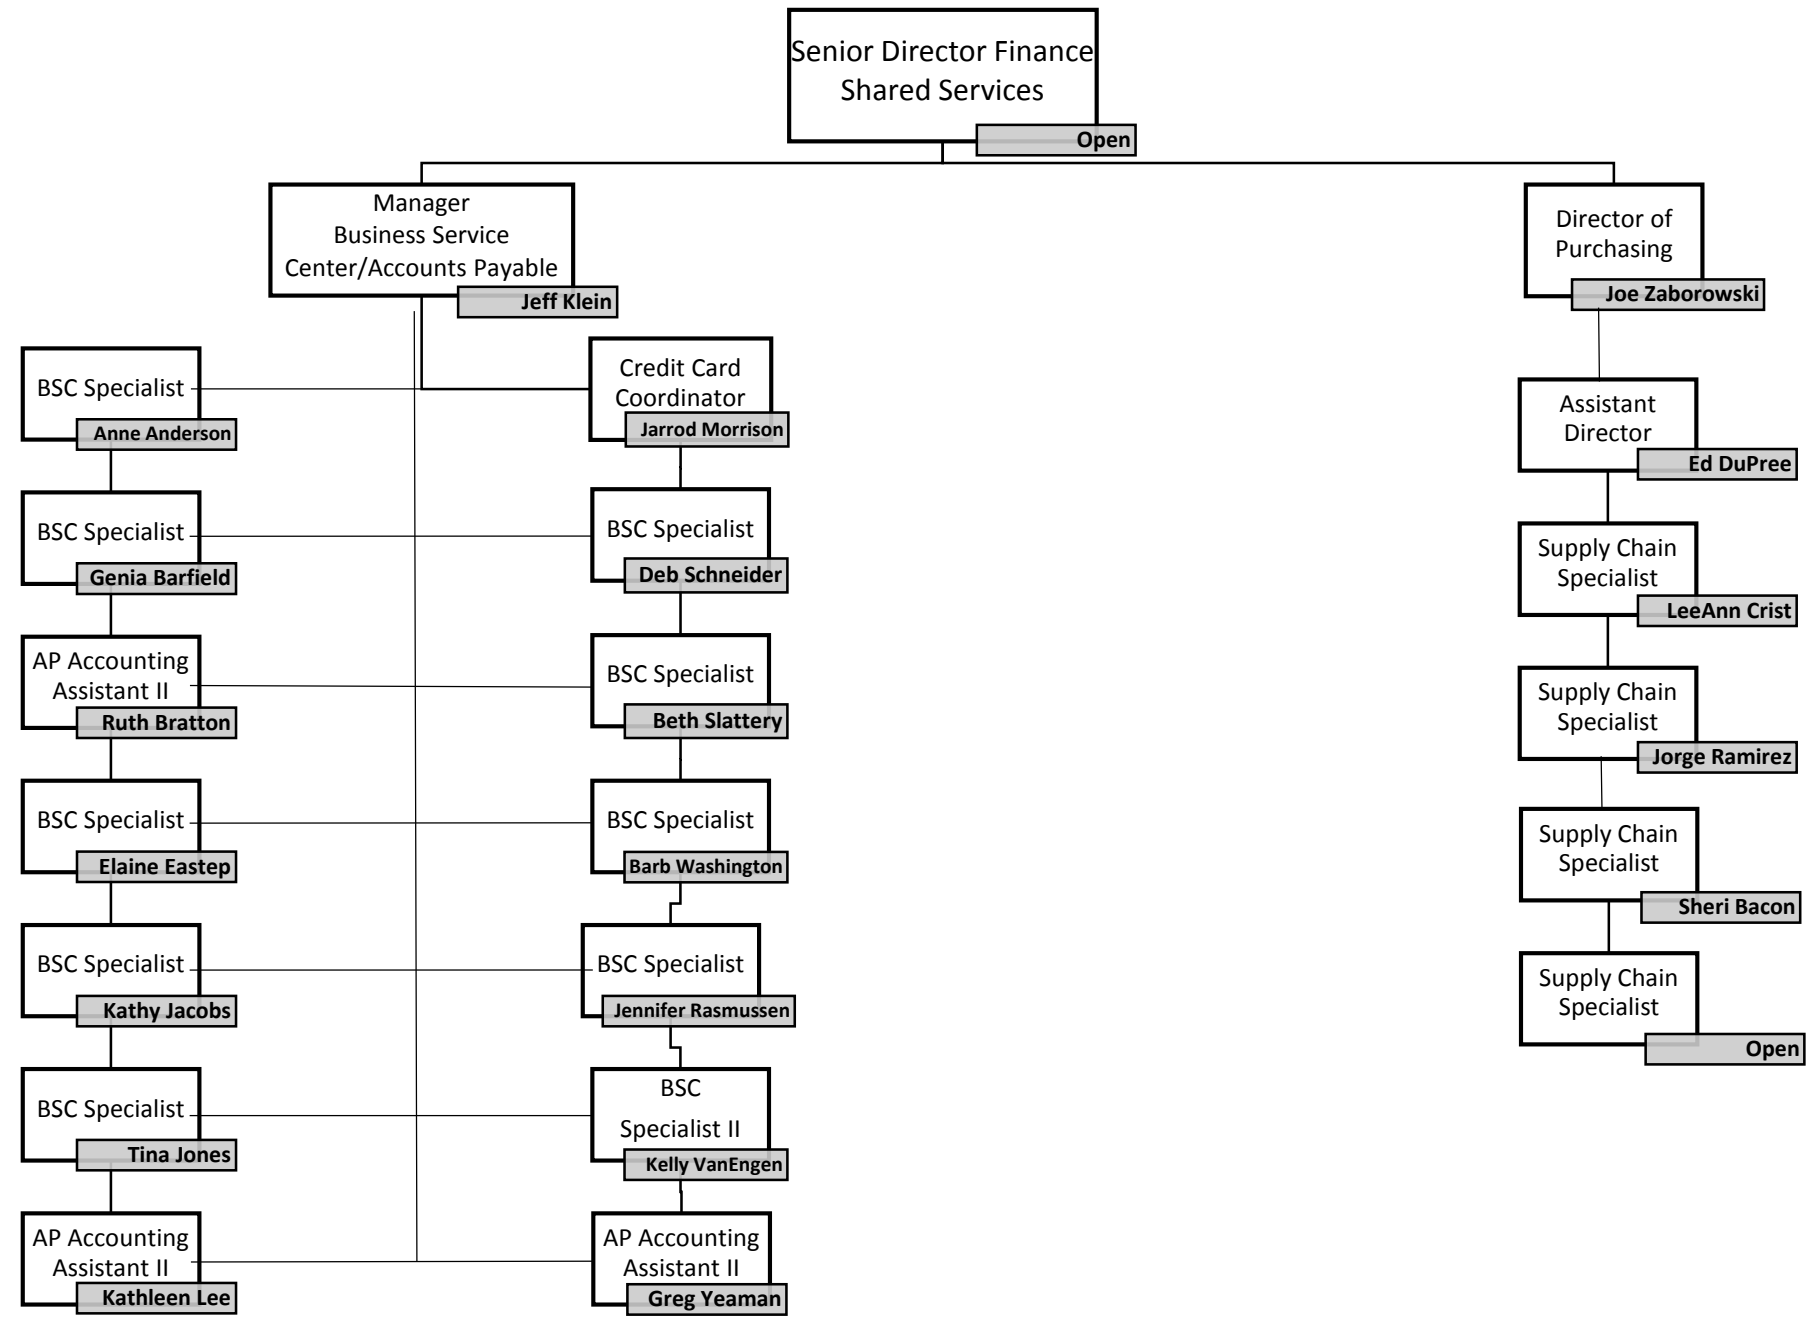 Senior Director Finance
Shared Services
Open
Manager
Business Service
Center/Accounts Payable
Jeff Klein
Director of
Purchasing
Joe Zaborowski
BSC Specialist
Anne Anderson
Credit Card
Coordinator
Jarrod Morrison
Assistant
Director
Ed DuPree
BSC Specialist
Genia Barfield
BSC Specialist
Deb Schneider
Supply Chain
Specialist
LeeAnn Crist
AP Accounting
Assistant II
Ruth Bratton
BSC Specialist
Beth Slattery
Supply Chain
Specialist
Jorge Ramirez
BSC Specialist
Elaine Eastep
BSC Specialist
Barb Washington
Supply Chain
Specialist
Sheri Bacon
BSC Specialist
Kathy Jacobs
BSC Specialist
Jennifer Rasmussen
Supply Chain
Specialist
Open
BSC Specialist
Tina Jones
BSC
Specialist II
Kelly VanEngen
AP Accounting
Assistant II
Kathleen Lee
AP Accounting
Assistant II
Greg Yeaman